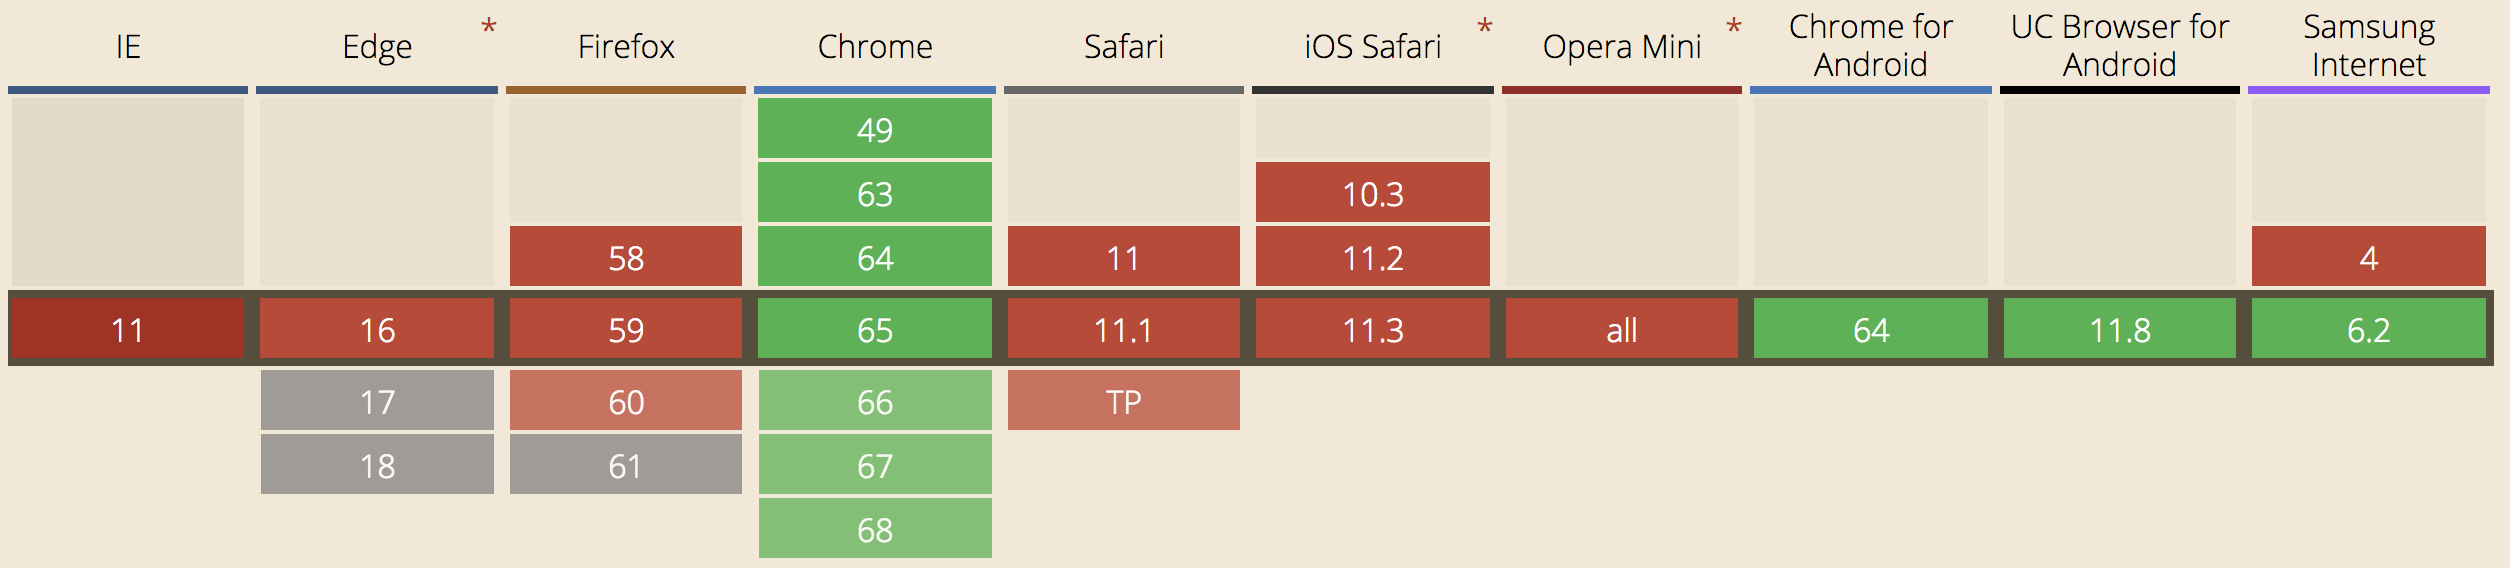 IE
Edge *
Firefox
Chrome
Safari
iOS Safari *
Opera Mini *
Chrome for
Android
UC Browser for
Android
Samsung
Internet
49
63
10.3
58 64 11 11.2 4
11 16 59 65 11.1 11.3 all 64 11.8 6.2
17 60 66 TP
18 61 67
68